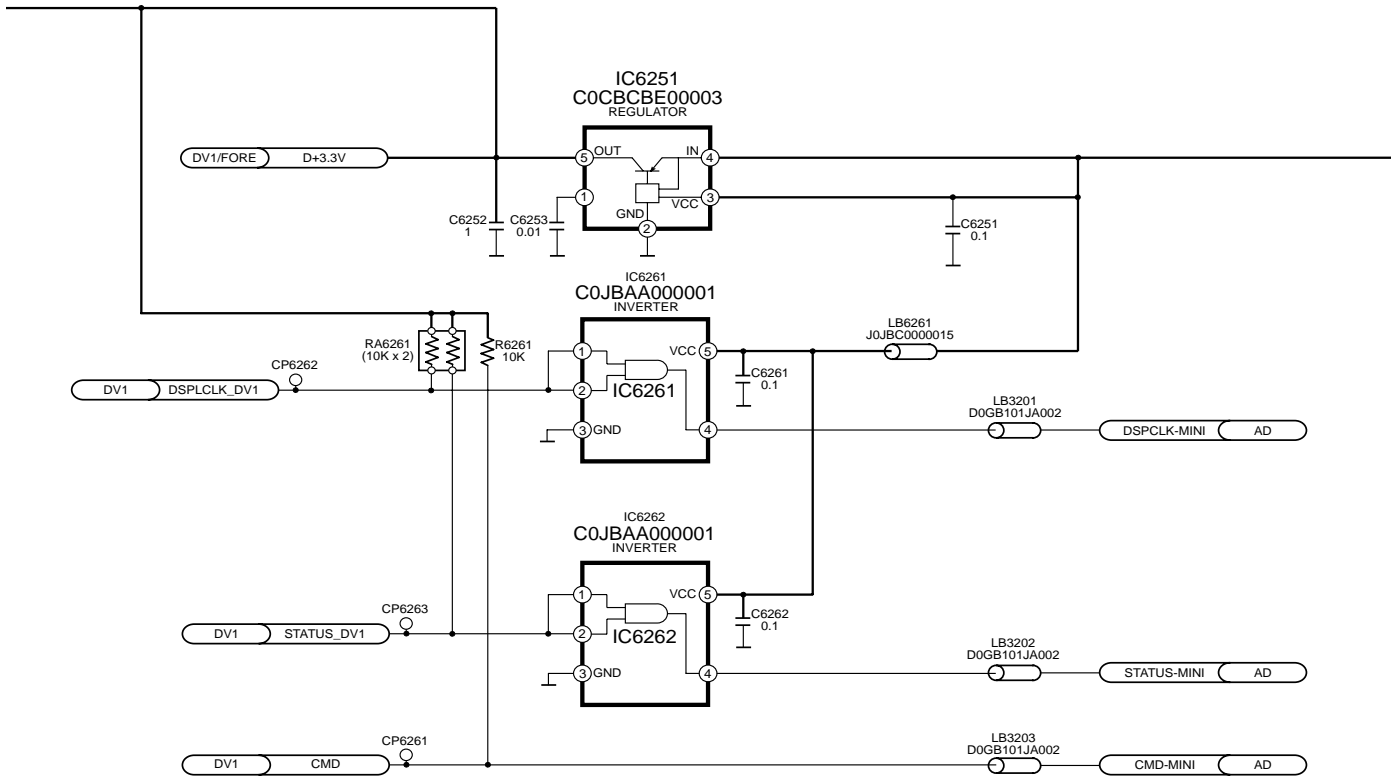 IC6251
C0CBCBE00003
REGULATOR
DV1/FORE D+3.3V
5 OUT IN 4
1 VCC 3
GND
2
C6252
1
C6253
0.01
C6251
0.1
IC6261
C0JBAA000001
INVERTER
RA6261
(10K x 2)
R6261
10K
LB6261
J0JBC0000015
1 VCC 5
CP6262
C6261
0.1
DV1 DSPLCLK_DV1
2 IC6261
LB3201
D0GB101JA002
3 GND 4
DSPCLK-MINI AD
IC6262
C0JBAA000001
INVERTER
1 VCC 5
CP6263
C6262
0.1
DV1 STATUS_DV1
2 IC6262
LB3202
D0GB101JA002
3 GND 4
STATUS-MINI AD
CP6261
LB3203
D0GB101JA002
DV1 CMD
CMD-MINI AD